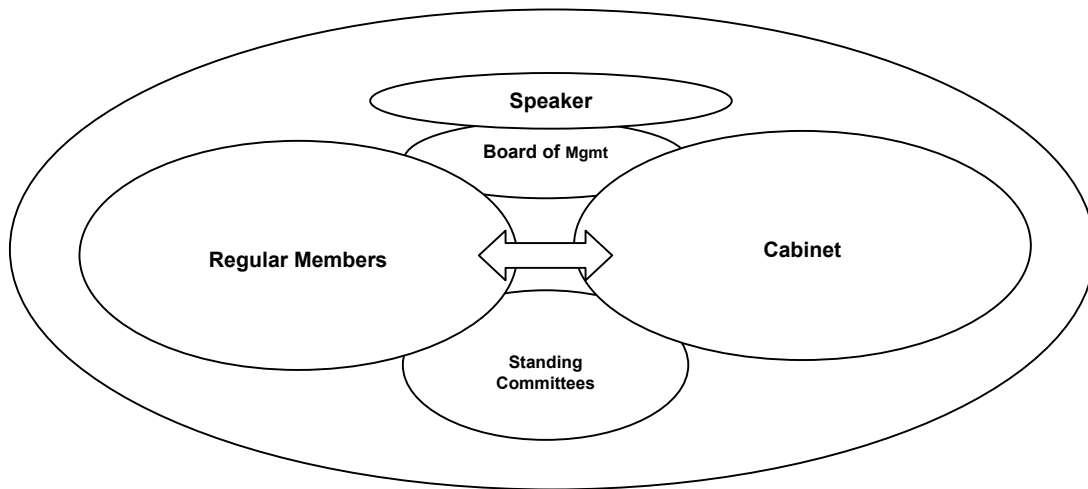 Speaker
Board of Mgmt
Regular Members
Cabinet
Standing
Committees